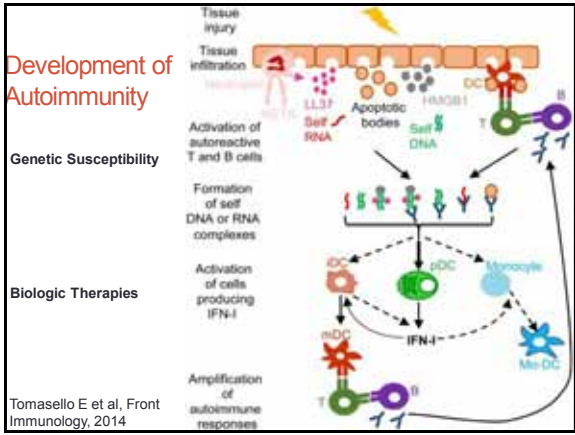 Development of
Autoimmunity
Genetic Susceptibility
Biologic Therapies
Tomasello E et al, Front
Immunology, 2014
Tissue
injury
Tissue
infiltration
Activation of
autoreactive
T and B cells
Formation
of self
DNA or RNA
complexes
Activation
of cells
producing
IFN-I
Amplification
of
autoimmune
responses
LL37
Self
RNA
Apoptotic
bodies
HMGB1
Self
DNA
DC
T
B
iDC
pDC
Monocyte
mDC
IFN-I
Mo-DC
T
B